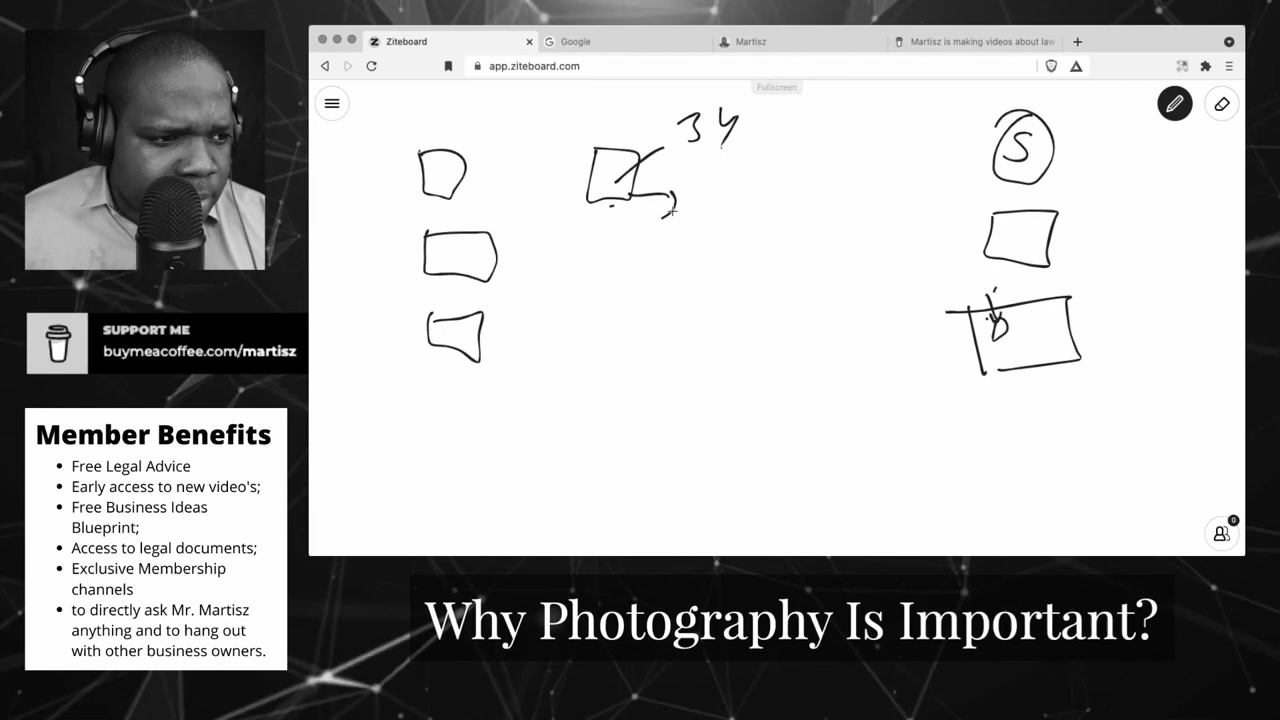 Ziteboard
Google
Martisz
Martisz is making videos about law
app.ziteboard.com
Fullscreen
3 4
S
SUPPORT ME
buymeacoffee.com/martisz
Member Benefits
Free Legal Advice
Early access to new video's;
Free Business Ideas
Blueprint;
Access to legal documents;
Exclusive Membership
channels
to directly ask Mr. Martisz
anything and to hang out
with other business owners.
0
Why Photography Is Important?